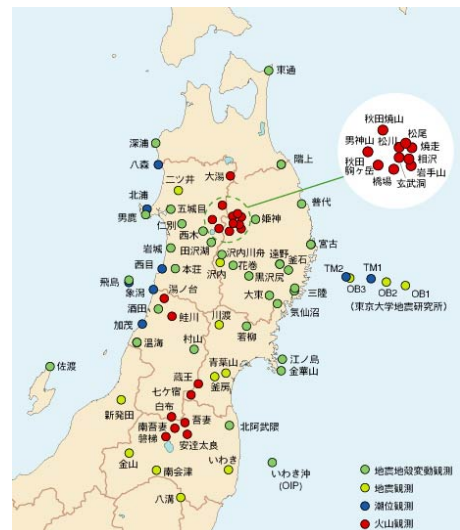 東通
深浦
八森
大湯
階上
二ツ井
北浦
五城目
男鹿
仁別
西木
姫神
普代
岩城
田沢湖
宮古
西目
本荘
沢内川舟
花巻
遠野
釜石
沢内
黒沢尻
飛島
象潟
湯ノ台
大東
三陸
気仙沼
酒田
鮭川
川渡
若柳
加茂
温海
村山
青葉山
江ノ島
金華山
佐渡
蔵王
釜房
七ケ宿
新発田
白布
南吾妻
吾妻
磐梯
安達太良
北阿武隈
金山
南会津
いわき
いわき沖
(OIP)
八溝
TM2
TM1
OB3
OB2
OB1
(東京大学地震研究所)
秋田焼山
松尾
男神山
松川
焼走
相沢
秋田
駒ヶ岳
岩手山
橋場
玄武洞
地震地殻変動観測
地震観測
潮位観測
火山観測